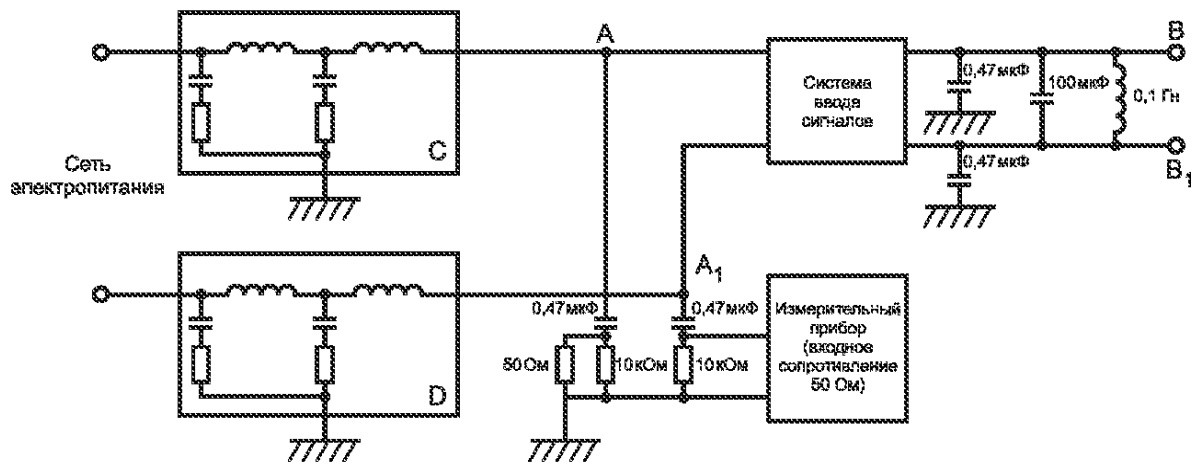 A
B
0,47 мкФ
100 мкФ
0,1 Гн
Система
ввода
сигналов
C
Сеть
электропитания
0,47 мкФ
B1
A1
0,47 мкФ
0,47 мкФ
Измерительный
прибор
(входное
сопротивление
50 Ом)
50 Ом
10 кОм
10 кОм
D